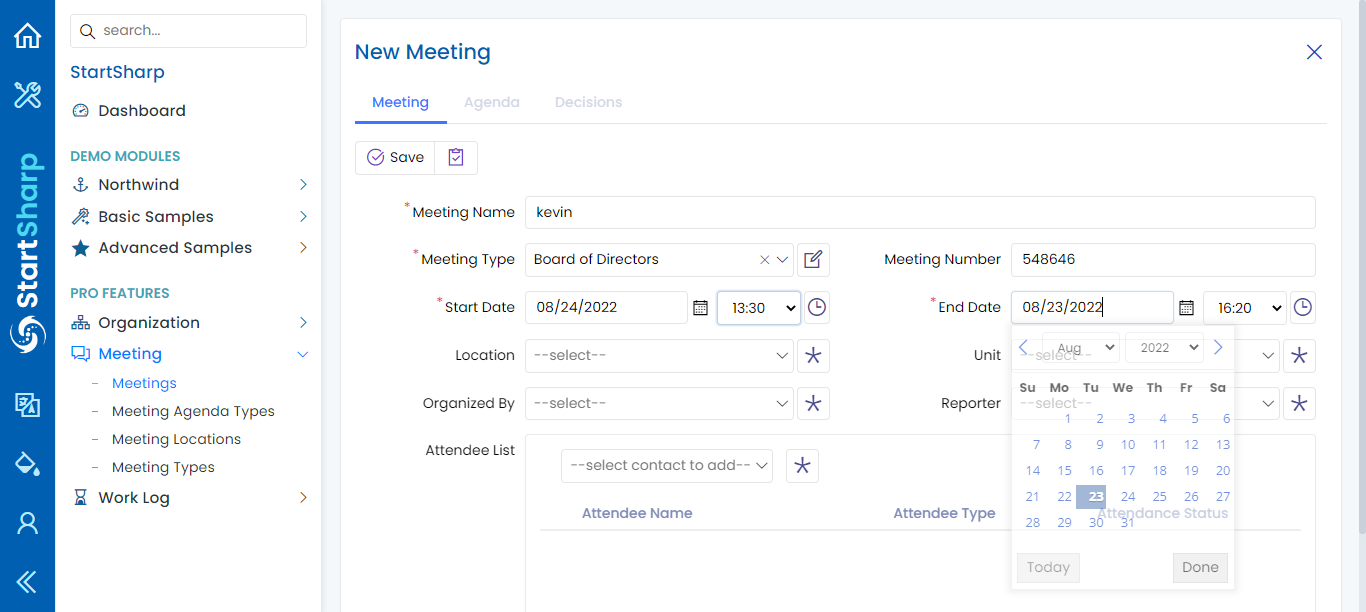 search...
StartSharp
Dashboard
DEMO MODULES
Northwind
Basic Samples
Advanced Samples
PRO FEATURES
Organization
Meeting
– Meetings
– Meeting Agenda Types
– Meeting Locations
– Meeting Types
Work Log
StartSharp
New Meeting
Meeting Agenda Decisions
Save
*Meeting Name kevin
*Meeting Type Board of Directors Meeting Number 548646
*Start Date 08/24/2022 13:30 *End Date 08/23/2022 16:20
Location --select-- Unit --select--
Organized By --select-- Reporter --select--
Attendee List
--select contact to add--
Attendee Name Attendee Type Attendance Status
Aug 2022
Su Mo Tu We Th Fr Sa
1 2 3 4 5 6
7 8 9 10 11 12 13
14 15 16 17 18 19 20
21 22 23 24 25 26 27
28 29 30 31
Today Done